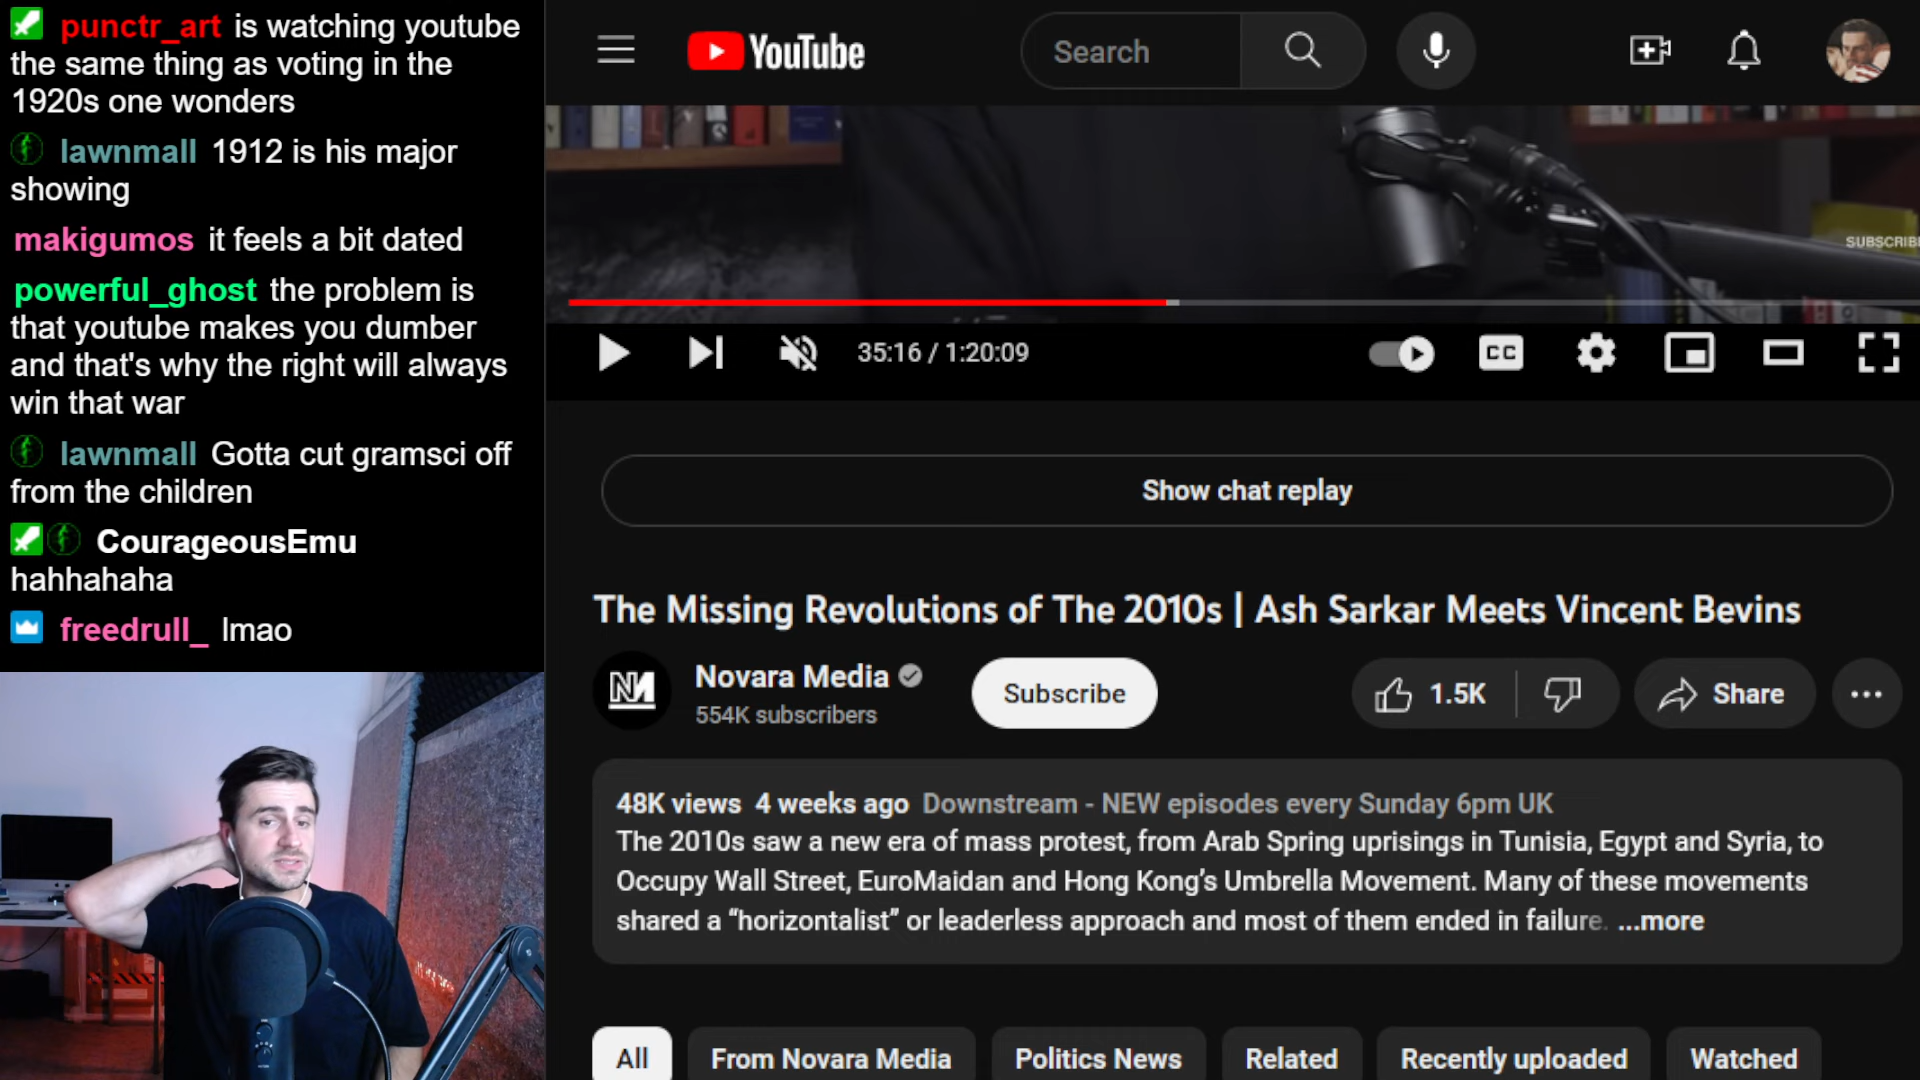 punctr_art is watching youtube
the same thing as voting in the
1920s one wonders
lawnmall 1912 is his major
showing
makigumos it feels a bit dated
powerful_ghost the problem is
that youtube makes you dumber
and that's why the right will always
win that war
lawnmall Gotta cut gramsci off
from the children
CourageousEmu
hahhahaha
freedrull_ lmao
YouTube
Search
SUBSCRIBE
35:16 / 1:20:09
CC
Show chat replay
The Missing Revolutions of The 2010s | Ash Sarkar Meets Vincent Bevins
NM
Novara Media
554K subscribers
Subscribe
1.5K
Share
48K views 4 weeks ago Downstream - NEW episodes every Sunday 6pm UK
The 2010s saw a new era of mass protest, from Arab Spring uprisings in Tunisia, Egypt and Syria, to
Occupy Wall Street, EuroMaidan and Hong Kong's Umbrella Movement. Many of these movements
shared a “horizontalist” or leaderless approach and most of them ended in failure. ...more
All
From Novara Media
Politics News
Related
Recently uploaded
Watched